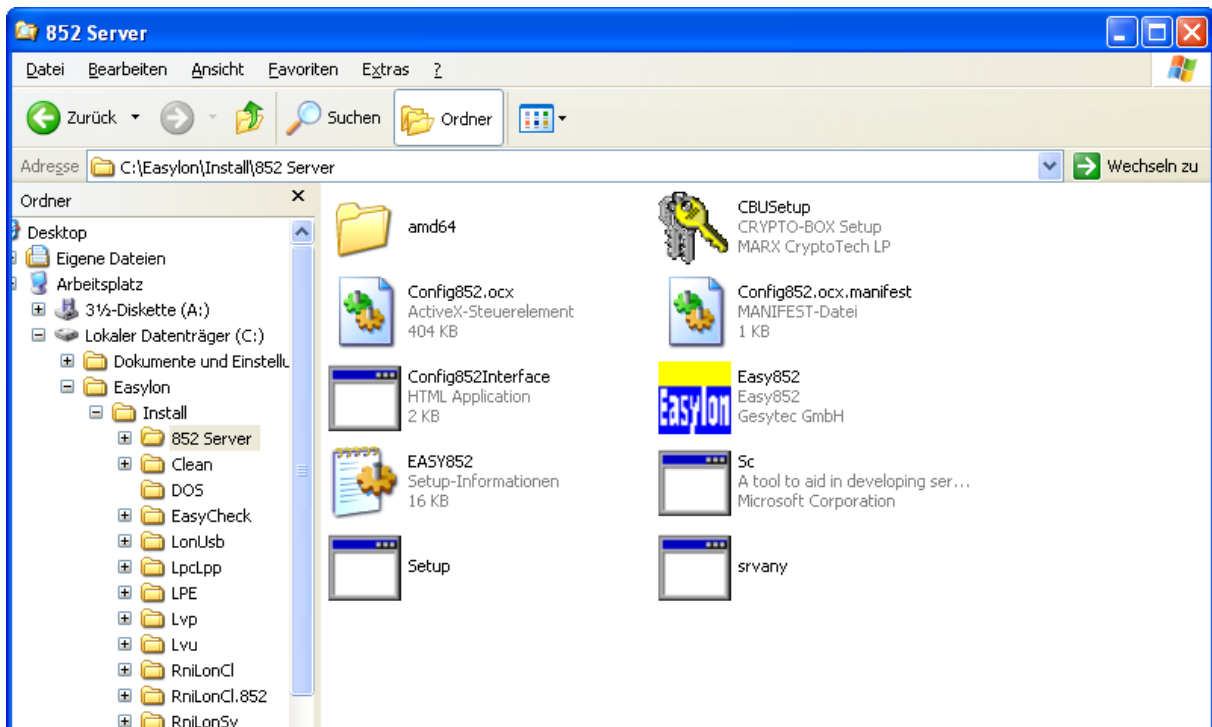 852 Server
Datei Bearbeiten Ansicht Favoriten Extras ?
Zurück Suchen Ordner
Adresse C:\Easylon\Install\852 Server Wechseln zu
Ordner
Desktop
Eigene Dateien
Arbeitsplatz
3½-Diskette (A:)
Lokaler Datenträger (C:)
Dokumente und Einstellu
Easylon
Install
852 Server
Clean
DOS
EasyCheck
LonUsb
LpcLpp
LPE
Lvp
Lvu
RniLonCl
RniLonCl.852
RniLonSv
amd64
CBUSetup
CRYPTO-BOX Setup
MARX CryptoTech LP
Config852.ocx
ActiveX-Steuerelement
404 KB
Config852.ocx.manifest
MANIFEST-Datei
1 KB
Config852Interface
HTML Application
2 KB
Easylon
Easy852
Easy852
Gesytec GmbH
EASY852
Setup-Informationen
16 KB
Sc
A tool to aid in developing ser...
Microsoft Corporation
Setup
srvany